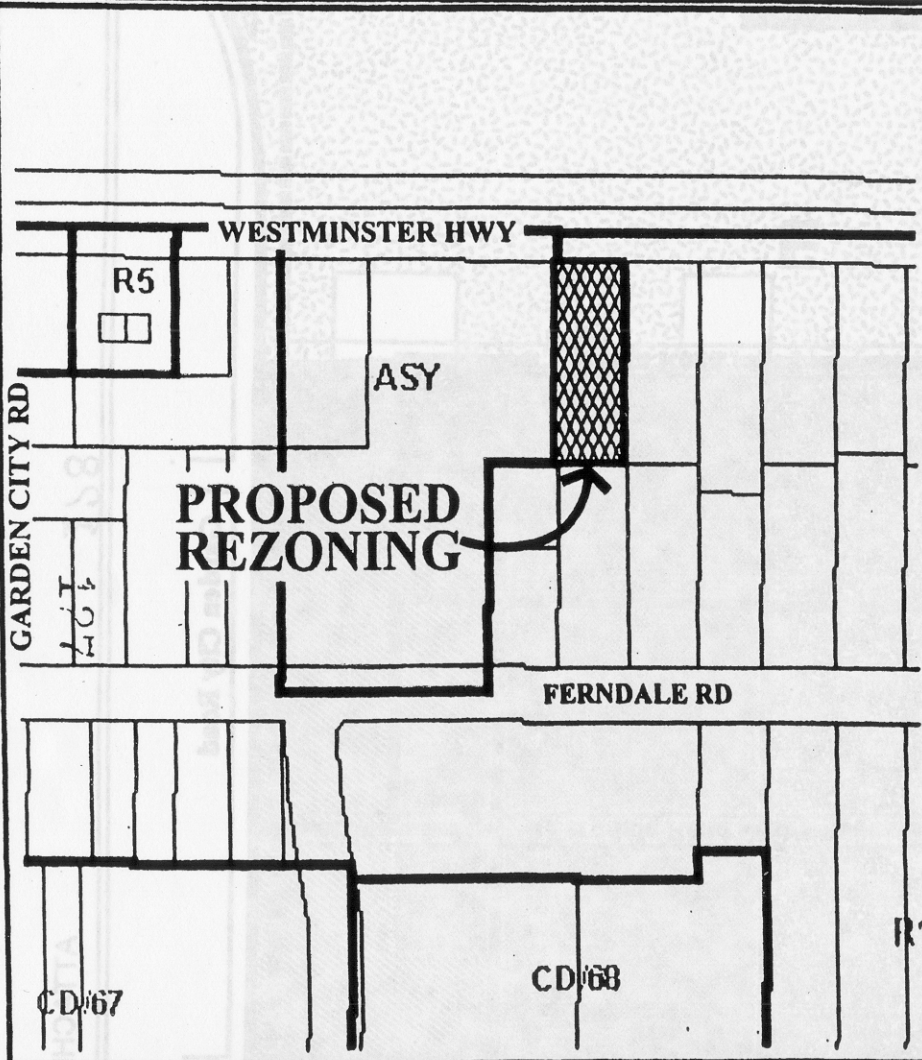 WESTMINSTER HWY
R5
ASY
GARDEN CITY RD
PROPOSED
REZONING
FERNDALE RD
CD/67
CD/68